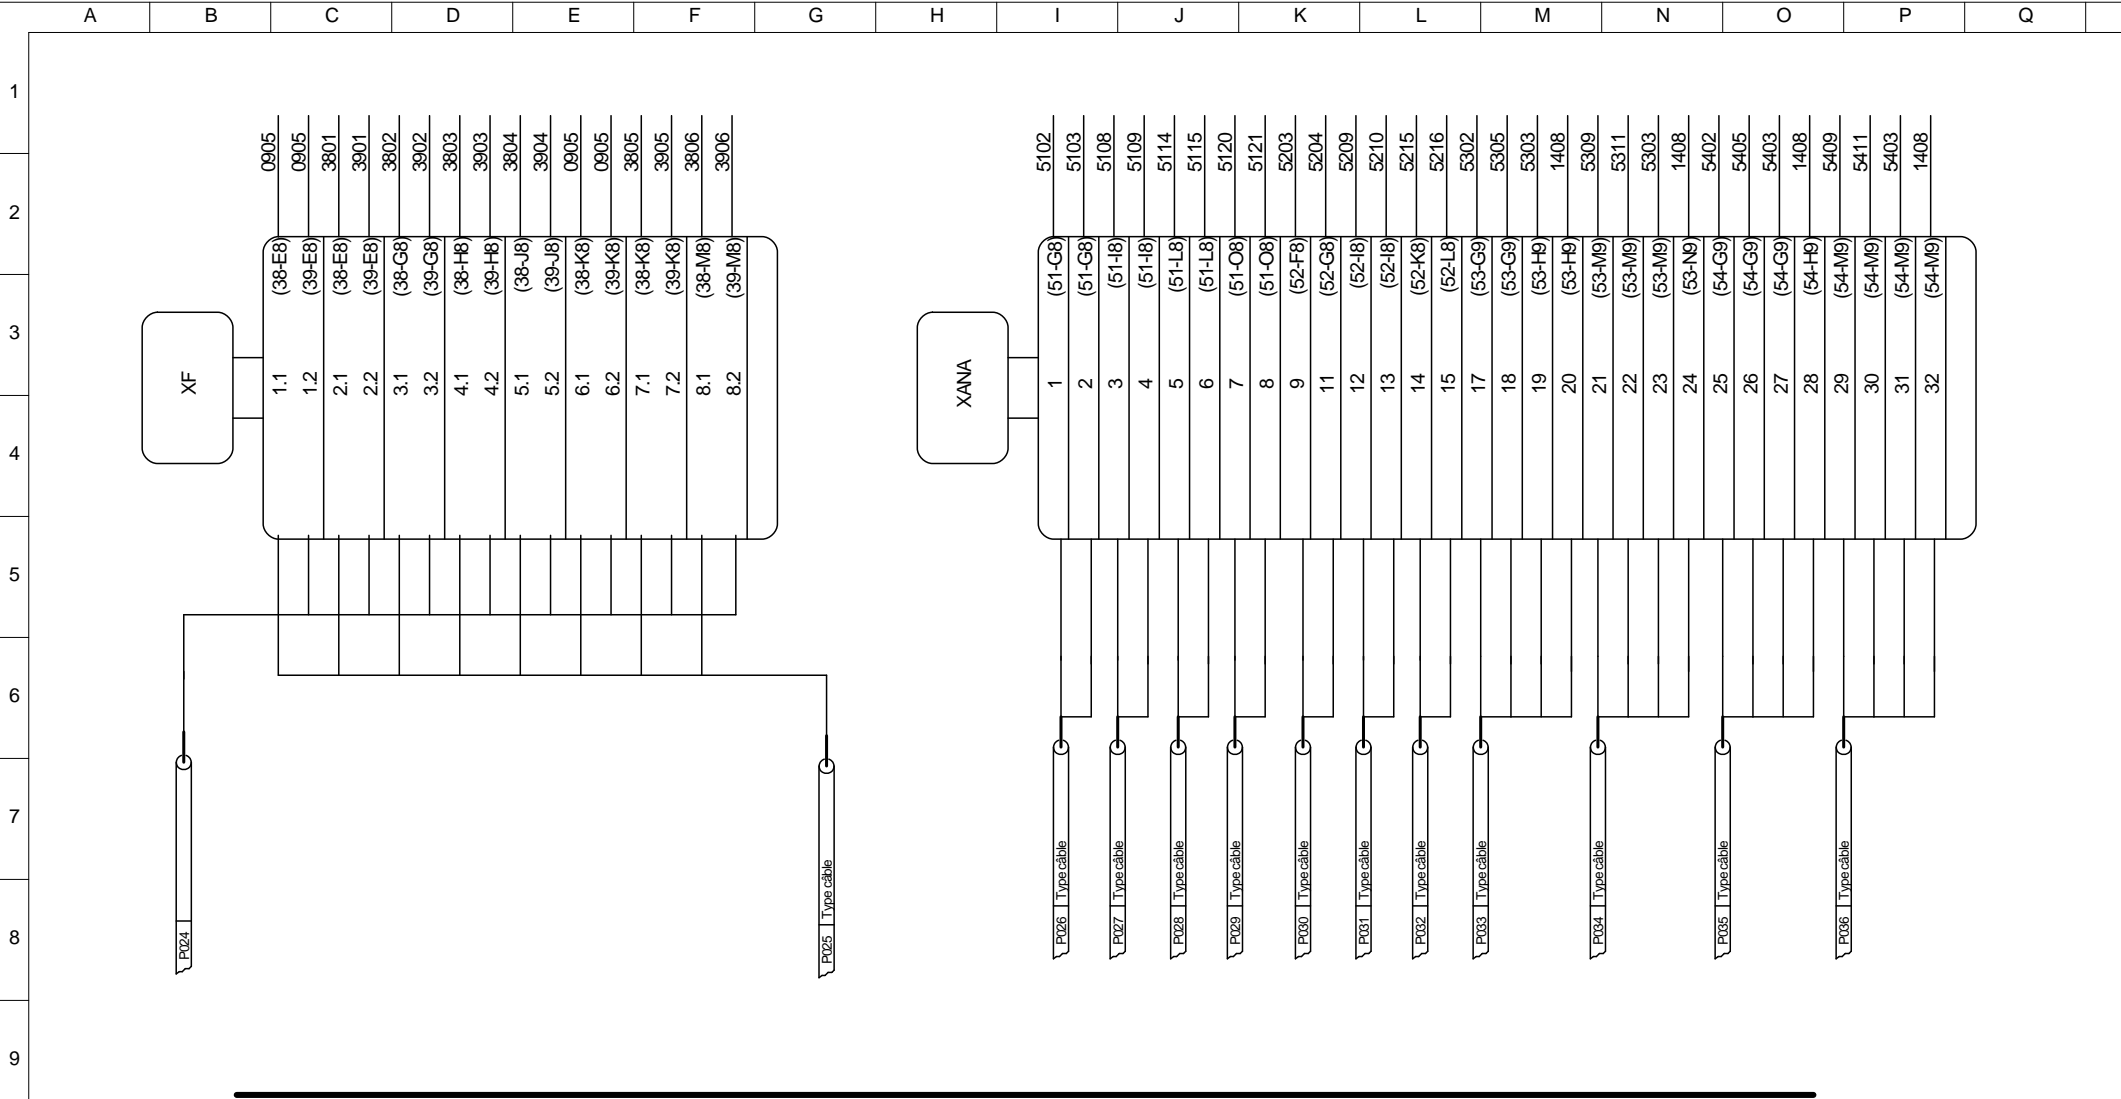 A B C D E F G H I J K L M N O P Q
1
2
3
4
5
6
7
8
9
0905 0905 3801 3901 3802 3902 3803 3903 3804 3904 0905 0905 3805 3905 3806 3906
(38-E8) (39-E8) (38-E8) (39-E8) (38-G8) (39-G8) (38-H8) (39-H8) (38-J8) (39-J8) (38-K8) (39-K8) (38-K8) (39-K8) (38-M8) (39-M8)
XF
1.1 1.2 2.1 2.2 3.1 3.2 4.1 4.2 5.1 5.2 6.1 6.2 7.1 7.2 8.1 8.2
P024
P025 Type câble
5102 5103 5108 5109 5114 5115 5120 5121 5203 5204 5209 5210 5215 5216 5302 5305 5303 1408 5309 5311 5303 1408 5402 5405 5403 1408 5409 5411 5403 1408
(51-G8) (51-G8) (51-I8) (51-I8) (51-L8) (51-L8) (51-O8) (51-O8) (52-F8) (52-G8) (52-I8) (52-I8) (52-K8) (52-L8) (53-G9) (53-G9) (53-H9) (53-H9) (53-M9) (53-M9) (53-M9) (53-N9) (54-G9) (54-G9) (54-G9) (54-H9) (54-M9) (54-M9) (54-M9) (54-M9)
XANA
1 2 3 4 5 6 7 8 9 11 12 13 14 15 17 18 19 20 21 22 23 24 25 26 27 28 29 30 31 32
P026 Type câble
P027 Type câble
P028 Type câble
P029 Type câble
P030 Type câble
P031 Type câble
P032 Type câble
P033 Type câble
P034 Type câble
P035 Type câble
P036 Type câble